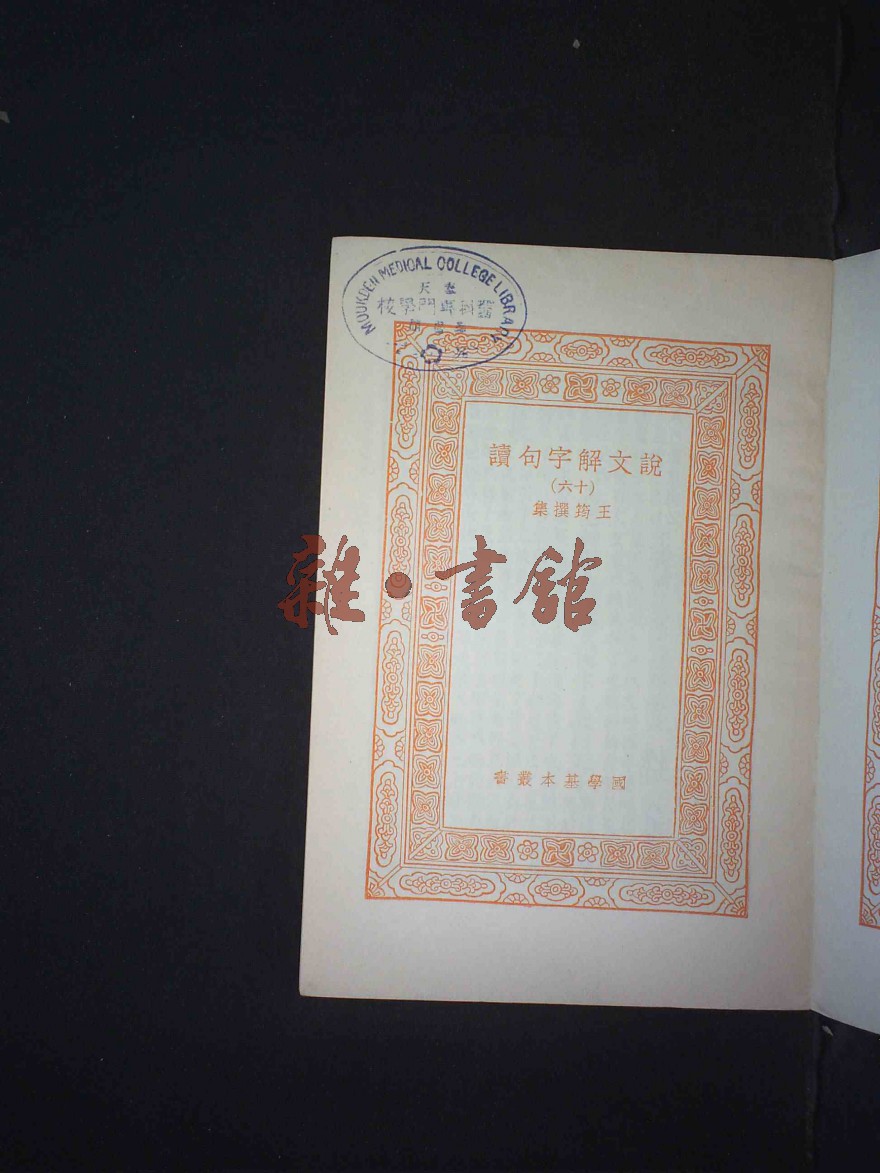 MOUKDEN MEDICAL COLLEGE LIBRARY
醫科專門學校
說文解字句讀
(十六)
王筠撰集
雜·書館
國學基本叢書